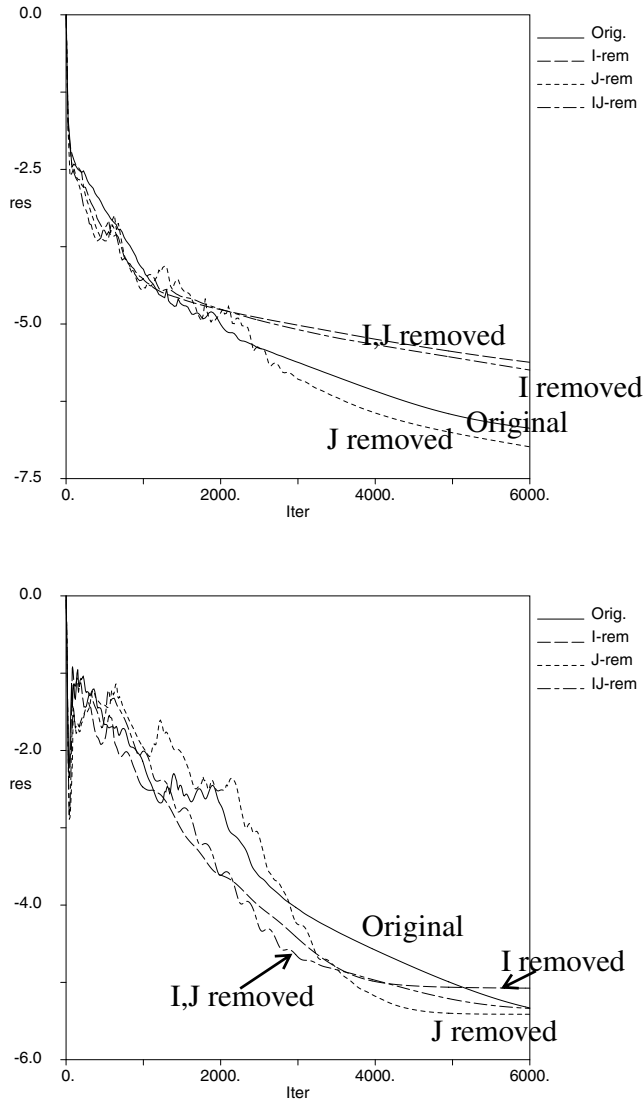 0.0
Orig.
I-rem
J-rem
IJ-rem
-2.5
res
-5.0
I,J removed
I removed
Original
J removed
-7.5
0.
2000.
4000.
6000.
Iter
0.0
Orig.
I-rem
J-rem
IJ-rem
-2.0
res
-4.0
Original
I removed
I,J removed
J removed
-6.0
0.
2000.
4000.
6000.
Iter